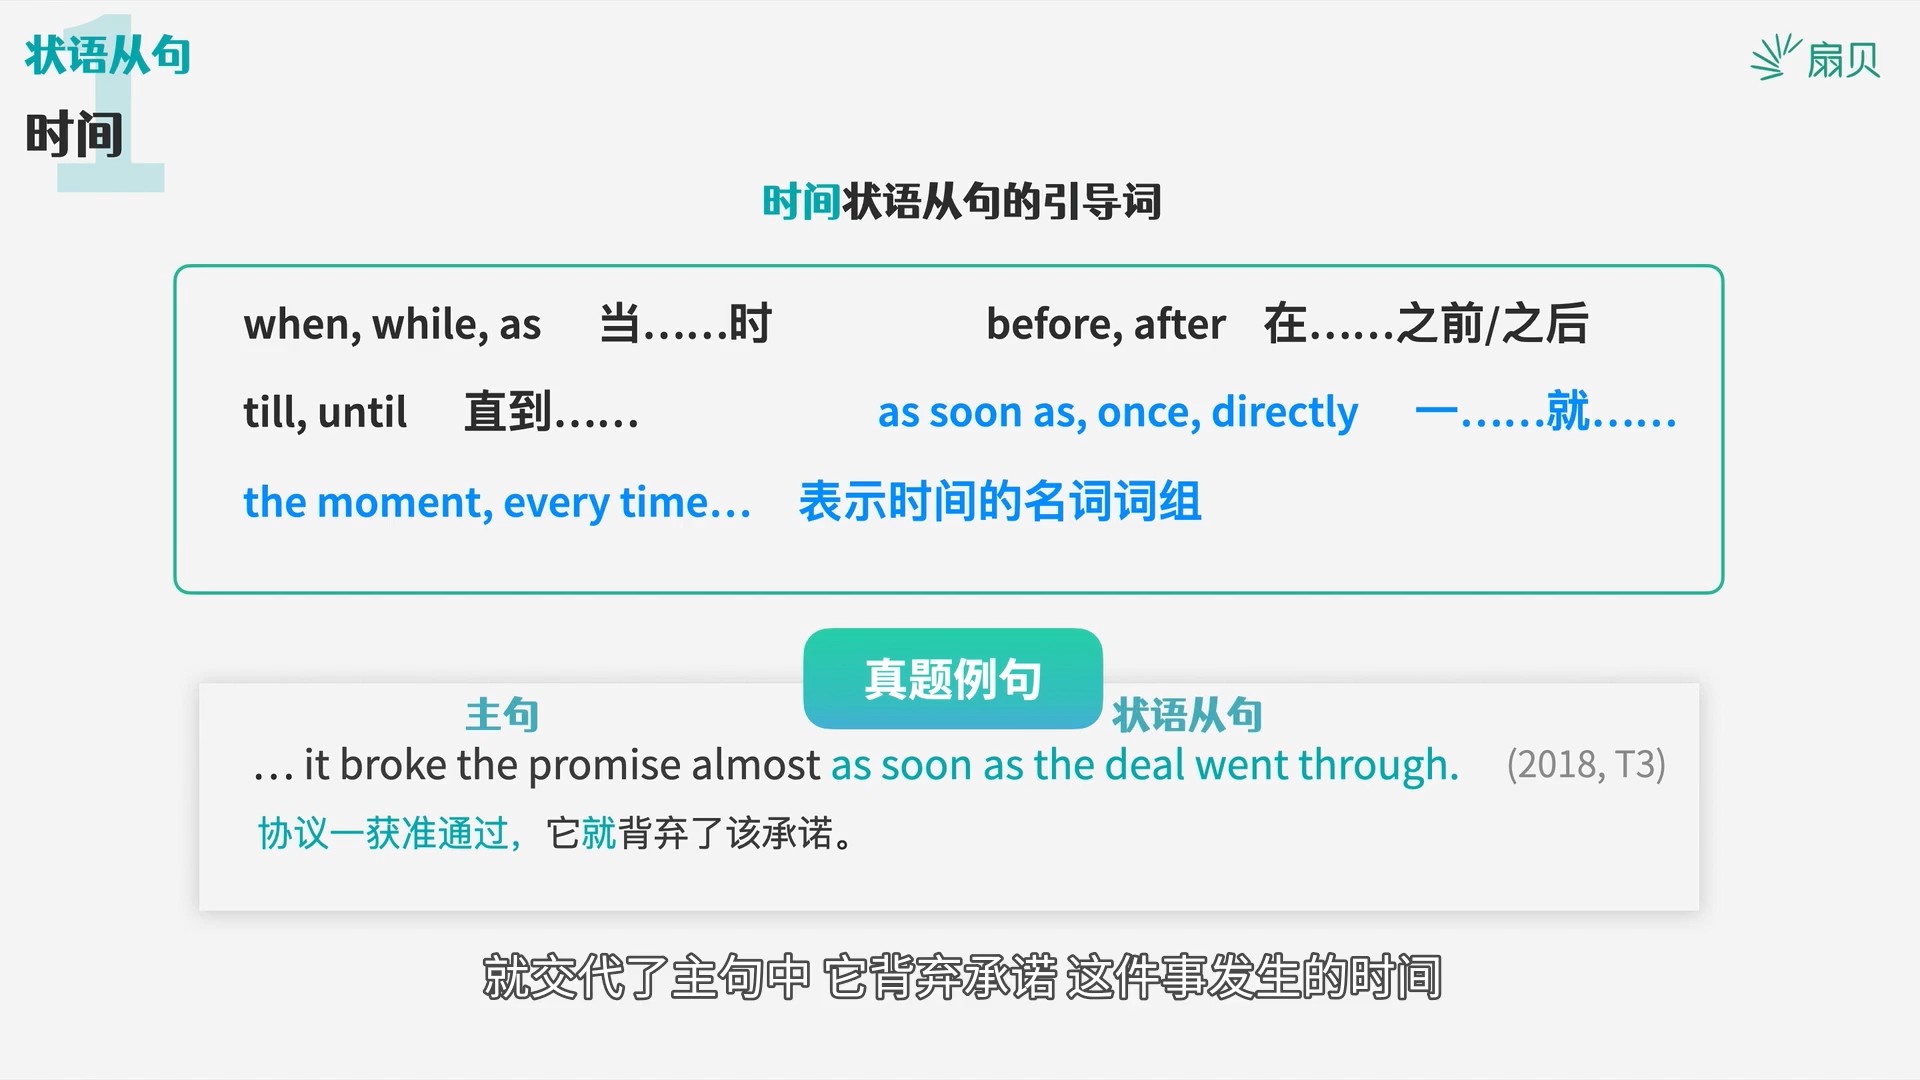 1
状语从句
扇贝
时间
时间状语从句的引导词
when, while, as 当……时 before, after 在……之前/之后
till, until 直到…… as soon as, once, directly 一……就……
the moment, every time… 表示时间的名词词组
真题例句
主句 状语从句
… it broke the promise almost as soon as the deal went through. (2018, T3)
协议一获准通过，它就背弃了该承诺。
就交代了主句中 它背弃承诺 这件事发生的时间